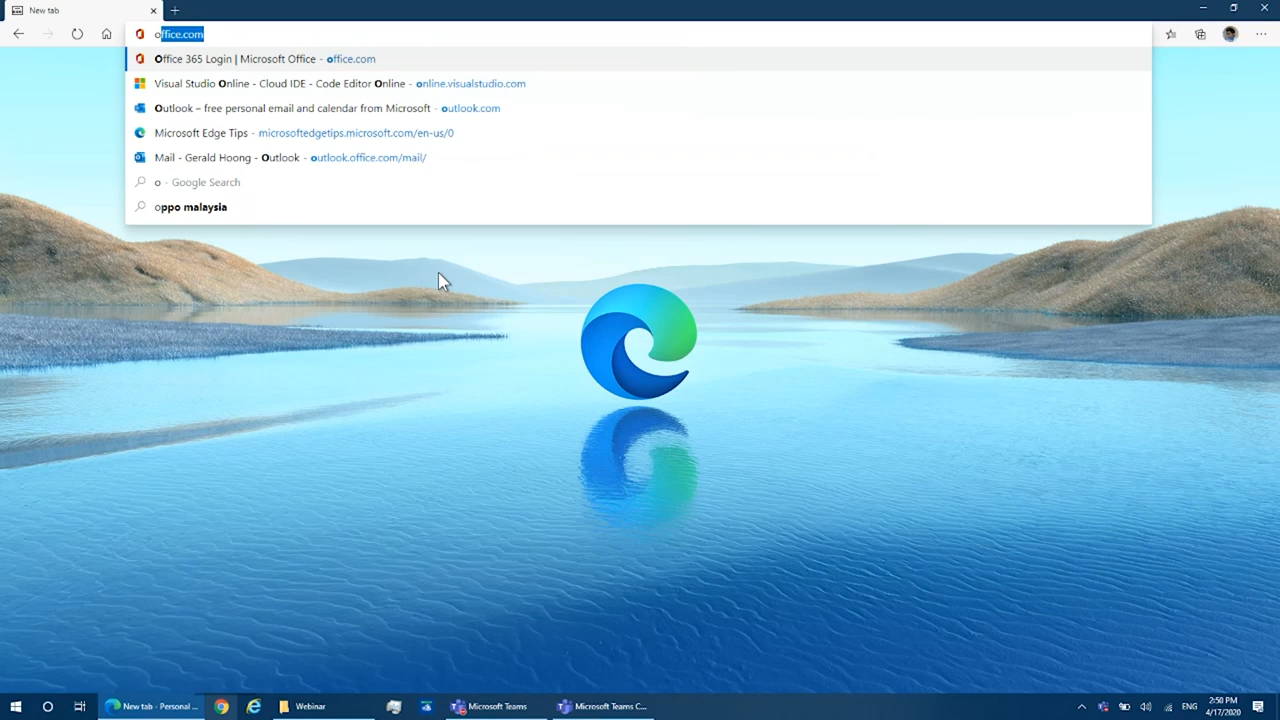 New tab
office.com
Office 365 Login | Microsoft Office - office.com
Visual Studio Online - Cloud IDE - Code Editor Online - online.visualstudio.com
Outlook – free personal email and calendar from Microsoft - outlook.com
Microsoft Edge Tips - microsoftedgetips.microsoft.com/en-us/0
Mail - Gerald Hoong - Outlook - outlook.office.com/mail/
o - Google Search
oppo malaysia
New tab - Personal ...
Webinar
Microsoft Teams
Microsoft Teams C...
ENG
2:50 PM
4/17/2020